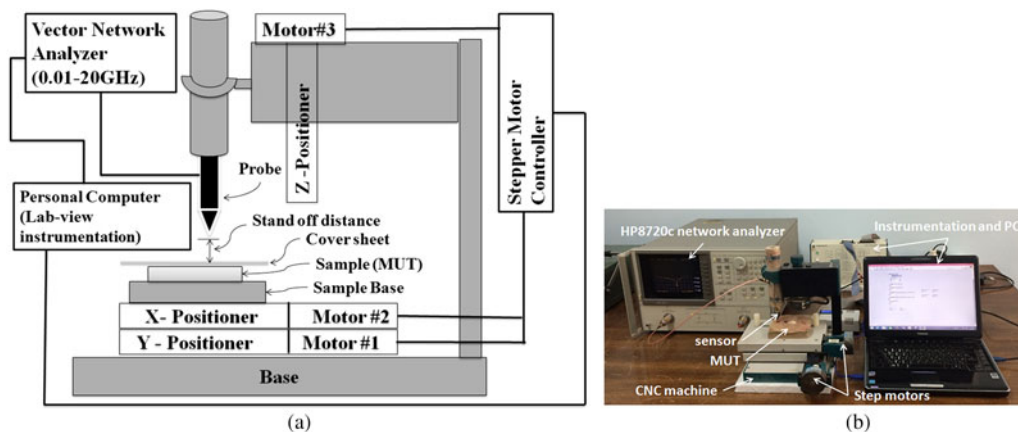 Vector Network
Analyzer
(0.01-20GHz)
Motor#3
Z -Positioner
Stepper Motor
Controller
Probe
Personal Computer
(Lab-view
instrumentation)
Stand off distance
Cover sheet
Sample (MUT)
Sample Base
X- Positioner
Motor #2
Y - Positioner
Motor #1
Base
(a)
HP8720c network analyzer
Instrumentation and PC
sensor
MUT
CNC machine
Step motors
(b)